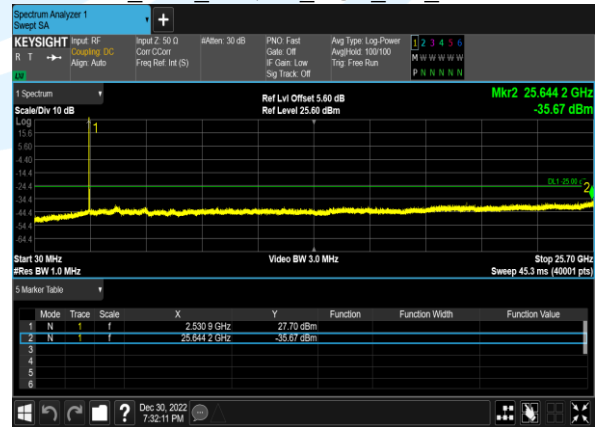 Spectrum Analyzer 1
Swept SA
KEYSIGHT Input: RF Input Z: 50 Ω #Atten: 30 dB PNO: Fast Avg Type: Log-Power 1 2 3 4 5 6
R T Coupling: DC Corr CCorr Gate: Off Avg|Hold: 100/100 M W W W W W
Align: Auto Freq Ref: Int (S) IF Gain: Low Trig: Free Run P N N N N N
LV Sig Track: Off
1 Spectrum Ref Lvl Offset 5.60 dB Mkr2 25.644 2 GHz
Scale/Div 10 dB Ref Level 25.60 dBm -35.67 dBm
Log
1
15.6
5.60
-4.40
-14.4
DL1 -25.00
-24.4 2
-34.4
-44.4
-54.4
-64.4
Start 30 MHz Video BW 3.0 MHz Stop 25.70 GHz
#Res BW 1.0 MHz Sweep 45.3 ms (40001 pts)
5 Marker Table
Mode Trace Scale X Y Function Function Width Function Value
1 N 1 f 2.530 9 GHz 27.70 dBm
2 N 1 f 25.644 2 GHz -35.67 dBm
3
4
5
6
? Dec 30, 2022
7:32:11 PM